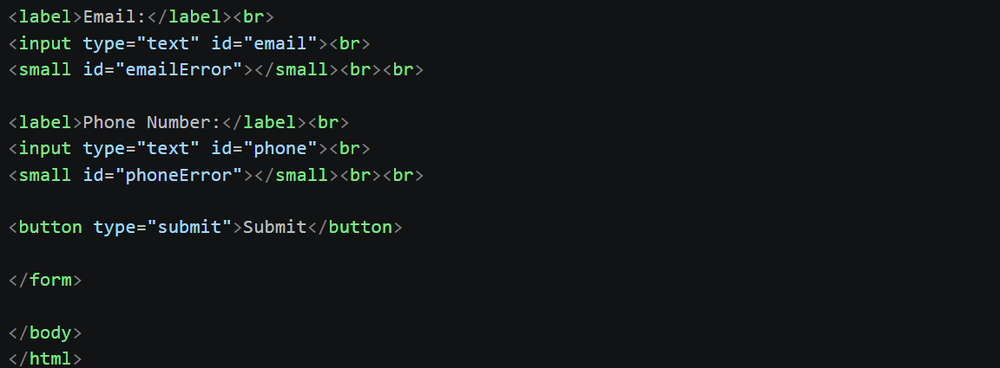 <label>Email:</label><br>
<input type="text" id="email"><br>
<small id="emailError"></small><br><br>
<label>Phone Number:</label><br>
<input type="text" id="phone"><br>
<small id="phoneError"></small><br><br>
<button type="submit">Submit</button>
</form>
</body>
</html>